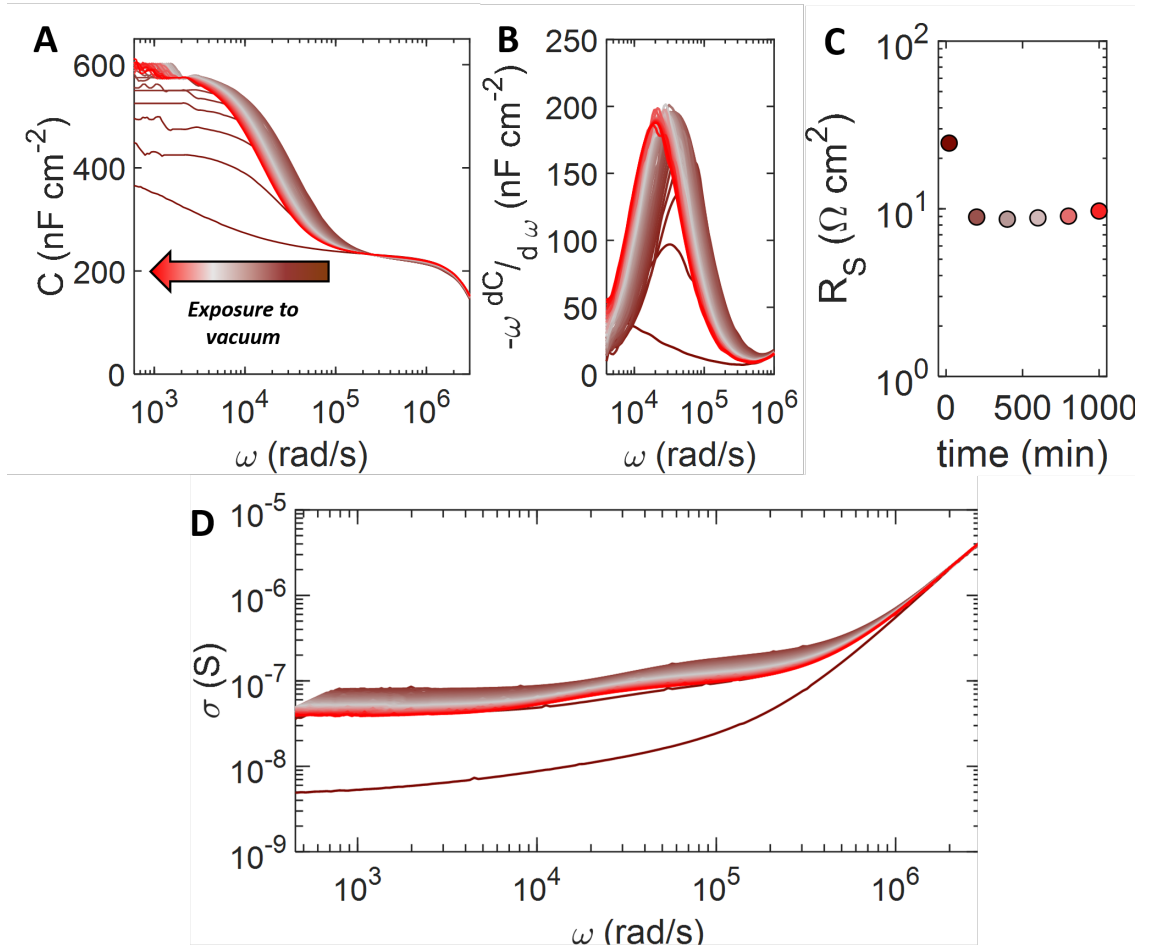 A
B
C
600
400
200
0
C (nF cm⁻²)
10³
10⁴
10⁵
10⁶
ω (rad/s)
Exposure to
vacuum
250
200
150
100
50
0
-ω dC/d ω (nF cm⁻²)
10⁴
10⁵
10⁶
ω (rad/s)
10²
10¹
10⁰
R_S (Ω cm²)
0
500
1000
time (min)
D
10⁻⁵
10⁻⁶
10⁻⁷
10⁻⁸
10⁻⁹
σ (S)
10³
10⁴
10⁵
10⁶
ω (rad/s)